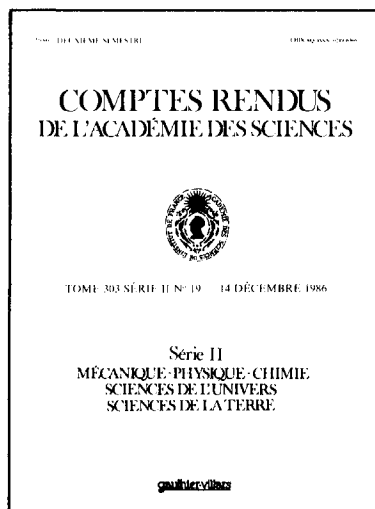 DEUXIÈME SEMESTRE
COMPTES RENDUS
DE L'ACADÉMIE DES SCIENCES
TOME 303 SÉRIE II N° 19 14 DÉCEMBRE 1986
Série II
MÉCANIQUE · PHYSIQUE · CHIMIE
SCIENCES DE L'UNIVERS
SCIENCES DE LA TERRE
gauthier-villars